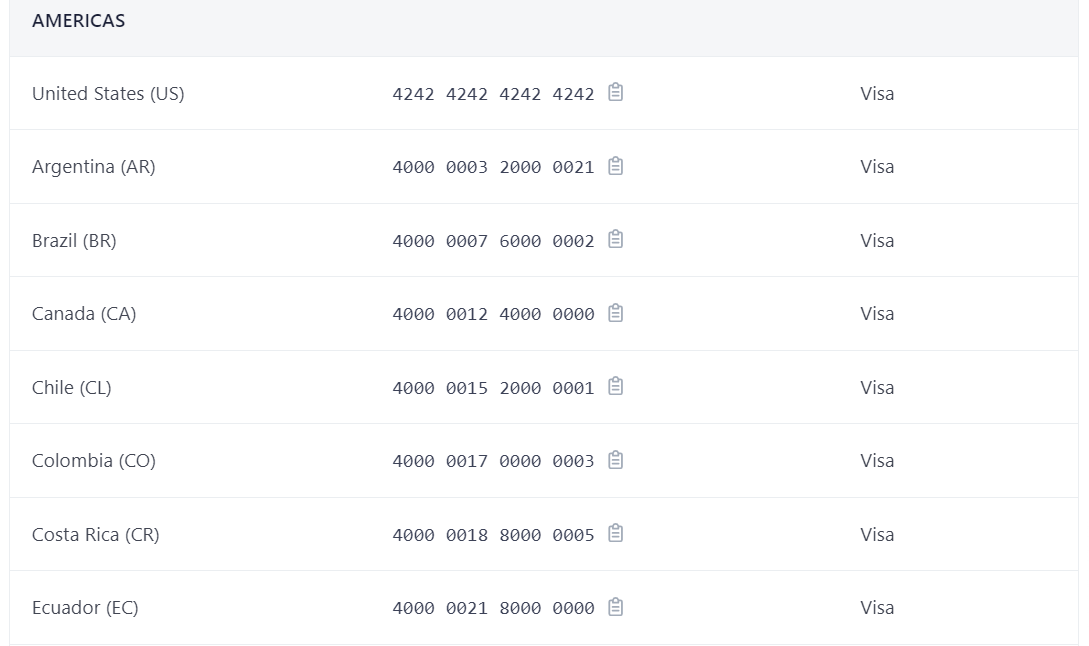 AMERICAS
United States (US) 4242 4242 4242 4242 Visa
Argentina (AR) 4000 0003 2000 0021 Visa
Brazil (BR) 4000 0007 6000 0002 Visa
Canada (CA) 4000 0012 4000 0000 Visa
Chile (CL) 4000 0015 2000 0001 Visa
Colombia (CO) 4000 0017 0000 0003 Visa
Costa Rica (CR) 4000 0018 8000 0005 Visa
Ecuador (EC) 4000 0021 8000 0000 Visa